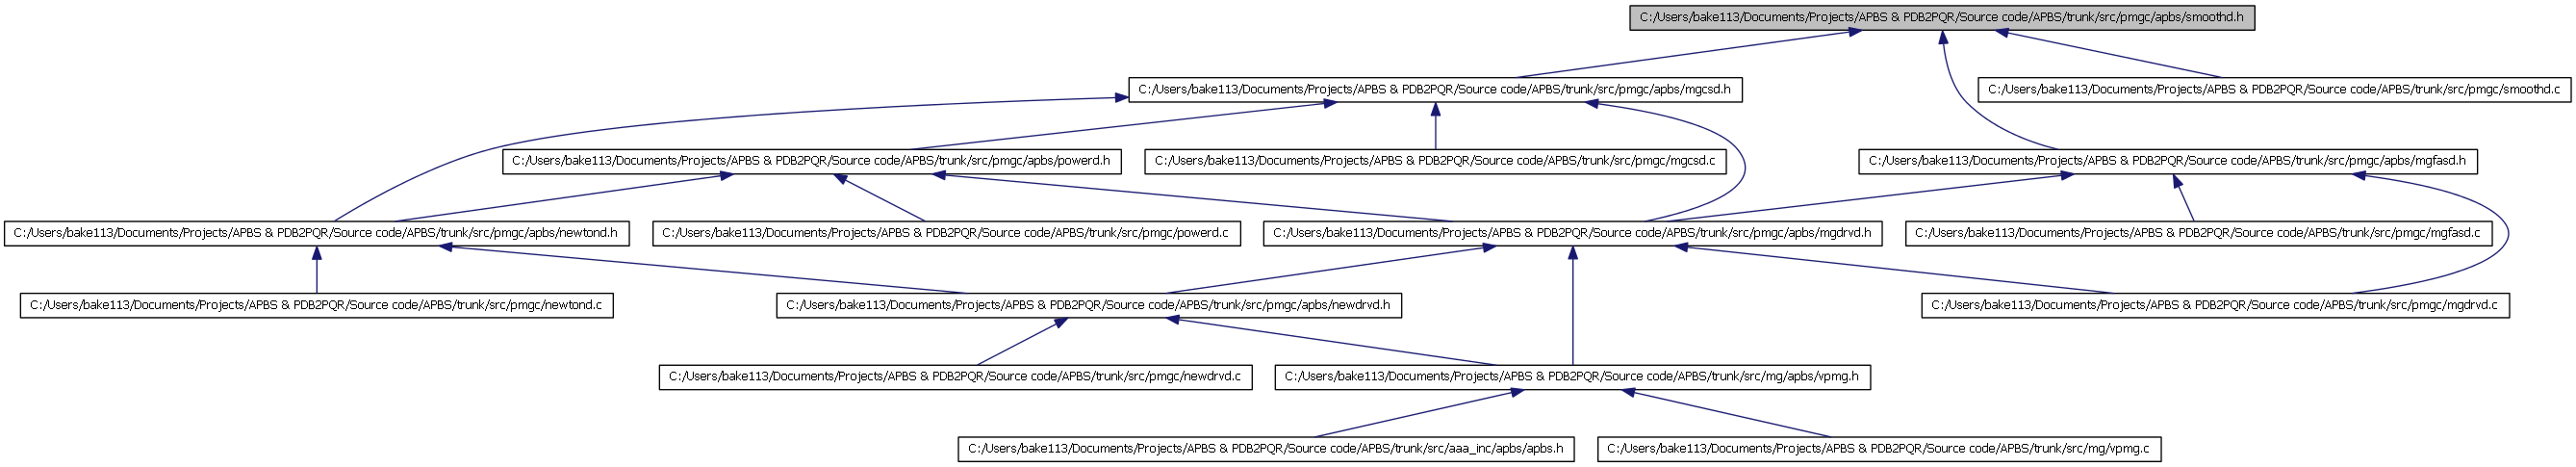 C:/Users/bake113/Documents/Projects/APBS & PDB2PQR/Source code/APBS/trunk/src/pmgc/apbs/smoothd.h
C:/Users/bake113/Documents/Projects/APBS & PDB2PQR/Source code/APBS/trunk/src/pmgc/apbs/mgcsd.h
C:/Users/bake113/Documents/Projects/APBS & PDB2PQR/Source code/APBS/trunk/src/pmgc/smoothd.c
C:/Users/bake113/Documents/Projects/APBS & PDB2PQR/Source code/APBS/trunk/src/pmgc/apbs/powerd.h
C:/Users/bake113/Documents/Projects/APBS & PDB2PQR/Source code/APBS/trunk/src/pmgc/mgcsd.c
C:/Users/bake113/Documents/Projects/APBS & PDB2PQR/Source code/APBS/trunk/src/pmgc/apbs/mgfasd.h
C:/Users/bake113/Documents/Projects/APBS & PDB2PQR/Source code/APBS/trunk/src/pmgc/apbs/newtond.h
C:/Users/bake113/Documents/Projects/APBS & PDB2PQR/Source code/APBS/trunk/src/pmgc/powerd.c
C:/Users/bake113/Documents/Projects/APBS & PDB2PQR/Source code/APBS/trunk/src/pmgc/apbs/mgdrvd.h
C:/Users/bake113/Documents/Projects/APBS & PDB2PQR/Source code/APBS/trunk/src/pmgc/mgfasd.c
C:/Users/bake113/Documents/Projects/APBS & PDB2PQR/Source code/APBS/trunk/src/pmgc/newtond.c
C:/Users/bake113/Documents/Projects/APBS & PDB2PQR/Source code/APBS/trunk/src/pmgc/apbs/newdrvd.h
C:/Users/bake113/Documents/Projects/APBS & PDB2PQR/Source code/APBS/trunk/src/pmgc/mgdrvd.c
C:/Users/bake113/Documents/Projects/APBS & PDB2PQR/Source code/APBS/trunk/src/pmgc/newdrvd.c
C:/Users/bake113/Documents/Projects/APBS & PDB2PQR/Source code/APBS/trunk/src/mg/apbs/vpmg.h
C:/Users/bake113/Documents/Projects/APBS & PDB2PQR/Source code/APBS/trunk/src/aaa_inc/apbs/apbs.h
C:/Users/bake113/Documents/Projects/APBS & PDB2PQR/Source code/APBS/trunk/src/mg/vpmg.c